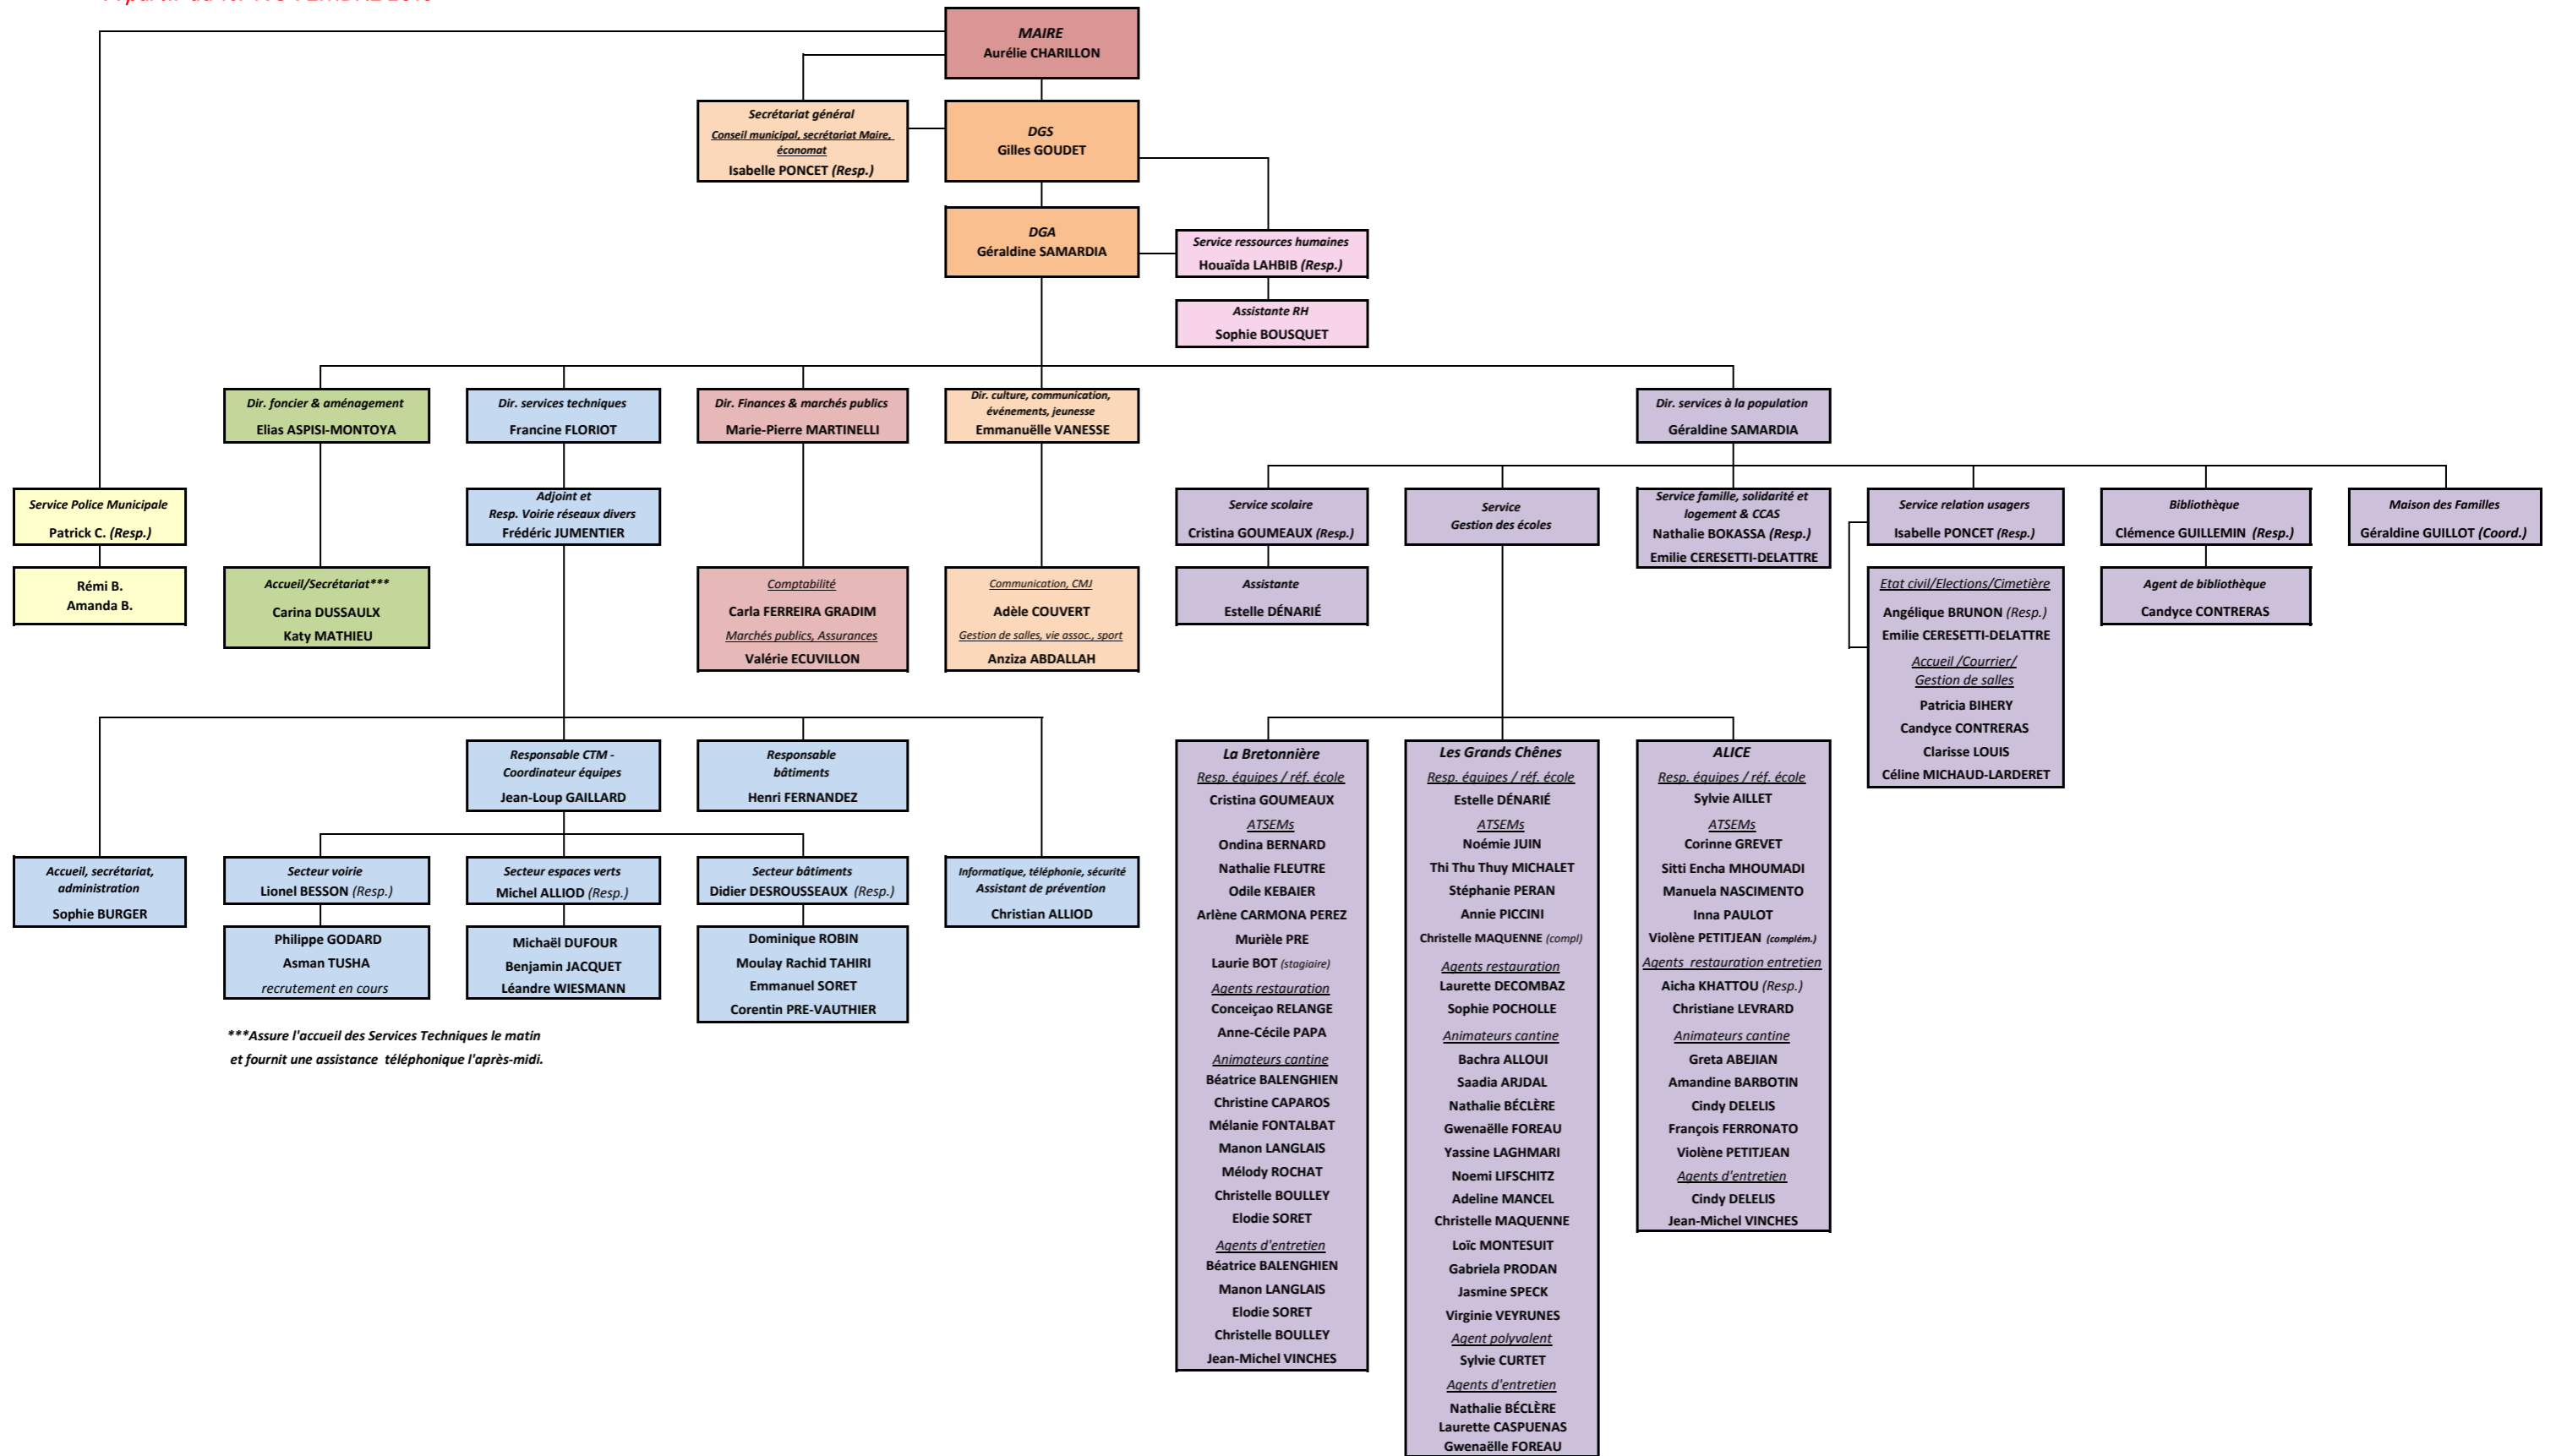 MAIRE
Aurélie CHARILLON
Secrétariat général
Conseil municipal, secrétariat Maire,
économat
Isabelle PONCET (Resp.)
DGS
Gilles GOUDET
DGA
Géraldine SAMARDIA
Service ressources humaines
Houaïda LAHBIB (Resp.)
Assistante RH
Sophie BOUSQUET
Dir. foncier & aménagement
Elias ASPISI-MONTOYA
Dir. services techniques
Francine FLORIOT
Dir. Finances & marchés publics
Marie-Pierre MARTINELLI
Dir. culture, communication,
événements, jeunesse
Emmanuëlle VANESSE
Dir. services à la population
Géraldine SAMARDIA
Service Police Municipale
Patrick C. (Resp.)
Rémi B.
Amanda B.
Accueil/Secrétariat***
Carina DUSSAULX
Katy MATHIEU
Adjoint et
Resp. Voirie réseaux divers
Frédéric JUMENTIER
Comptabilité
Carla FERREIRA GRADIM
Marchés publics, Assurances
Valérie ECUVILLON
Communication, CMJ
Adèle COUVERT
Gestion de salles, vie assoc., sport
Anziza ABDALLAH
Service scolaire
Cristina GOUMEAUX (Resp.)
Assistante
Estelle DÉNARIÉ
Service
Gestion des écoles
Service famille, solidarité et
logement & CCAS
Nathalie BOKASSA (Resp.)
Emilie CERESETTI-DELATTRE
Service relation usagers
Isabelle PONCET (Resp.)
Etat civil/Elections/Cimetière
Angélique BRUNON (Resp.)
Emilie CERESETTI-DELATTRE
Accueil /Courrier/
Gestion de salles
Patricia BIHERY
Candyce CONTRERAS
Clarisse LOUIS
Céline MICHAUD-LARDERET
Bibliothèque
Clémence GUILLEMIN (Resp.)
Agent de bibliothèque
Candyce CONTRERAS
Maison des Familles
Géraldine GUILLOT (Coord.)
Responsable CTM -
Coordinateur équipes
Jean-Loup GAILLARD
Responsable
bâtiments
Henri FERNANDEZ
Accueil, secrétariat,
administration
Sophie BURGER
Secteur voirie
Lionel BESSON (Resp.)
Philippe GODARD
Asman TUSHA
recrutement en cours
Secteur espaces verts
Michel ALLIOD (Resp.)
Michaël DUFOUR
Benjamin JACQUET
Léandre WIESMANN
Secteur bâtiments
Didier DESROUSSEAUX (Resp.)
Dominique ROBIN
Moulay Rachid TAHIRI
Emmanuel SORET
Corentin PRE-VAUTHIER
Informatique, téléphonie, sécurité
Assistant de prévention
Christian ALLIOD
***Assure l'accueil des Services Techniques le matin
et fournit une assistance téléphonique l'après-midi.
La Bretonnière
Resp. équipes / réf. école
Cristina GOUMEAUX
ATSEMs
Ondina BERNARD
Nathalie FLEUTRE
Odile KEBAIER
Arlène CARMONA PEREZ
Murièle PRE
Laurie BOT (stagiaire)
Agents restauration
Conceiçao RELANGE
Anne-Cécile PAPA
Animateurs cantine
Béatrice BALENGHIEN
Christine CAPAROS
Mélanie FONTALBAT
Manon LANGLAIS
Mélody ROCHAT
Christelle BOULLEY
Elodie SORET
Agents d'entretien
Béatrice BALENGHIEN
Manon LANGLAIS
Elodie SORET
Christelle BOULLEY
Jean-Michel VINCHES
Les Grands Chênes
Resp. équipes / réf. école
Estelle DÉNARIÉ
ATSEMs
Noémie JUIN
Thi Thu Thuy MICHALET
Stéphanie PERAN
Annie PICCINI
Christelle MAQUENNE (compl)
Agents restauration
Laurette DECOMBAZ
Sophie POCHOLLE
Animateurs cantine
Bachra ALLOUI
Saadia ARJDAL
Nathalie BÉCLÈRE
Gwenaëlle FOREAU
Yassine LAGHMARI
Noemi LIFSCHITZ
Adeline MANCEL
Christelle MAQUENNE
Loïc MONTESUIT
Gabriela PRODAN
Jasmine SPECK
Virginie VEYRUNES
Agent polyvalent
Sylvie CURTET
Agents d'entretien
Nathalie BÉCLÈRE
Laurette CASPUENAS
Gwenaëlle FOREAU
ALICE
Resp. équipes / réf. école
Sylvie AILLET
ATSEMs
Corinne GREVET
Sitti Encha MHOUMADI
Manuela NASCIMENTO
Inna PAULOT
Violène PETITJEAN (complém.)
Agents restauration entretien
Aicha KHATTOU (Resp.)
Christiane LEVRARD
Animateurs cantine
Greta ABEJIAN
Amandine BARBOTIN
Cindy DELELIS
François FERRONATO
Violène PETITJEAN
Agents d'entretien
Cindy DELELIS
Jean-Michel VINCHES